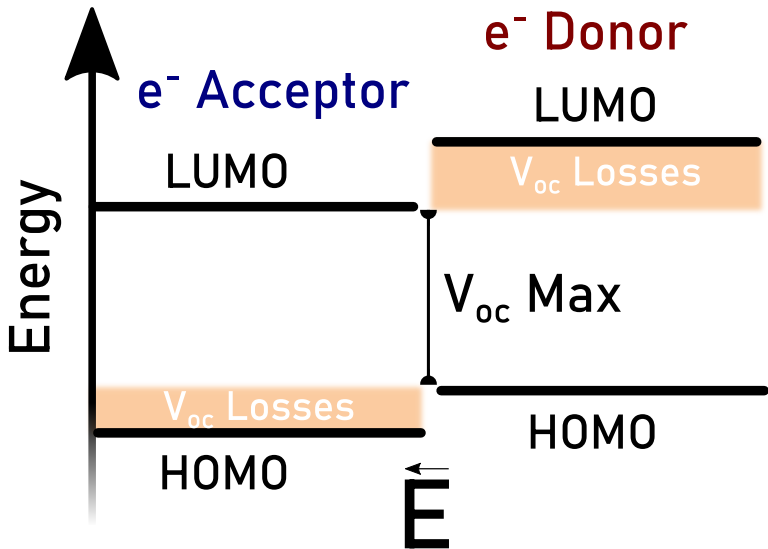 e⁻ Donor
e⁻ Acceptor
LUMO
LUMO
Voc Losses
Energy
Voc Max
Voc Losses
HOMO
HOMO
E